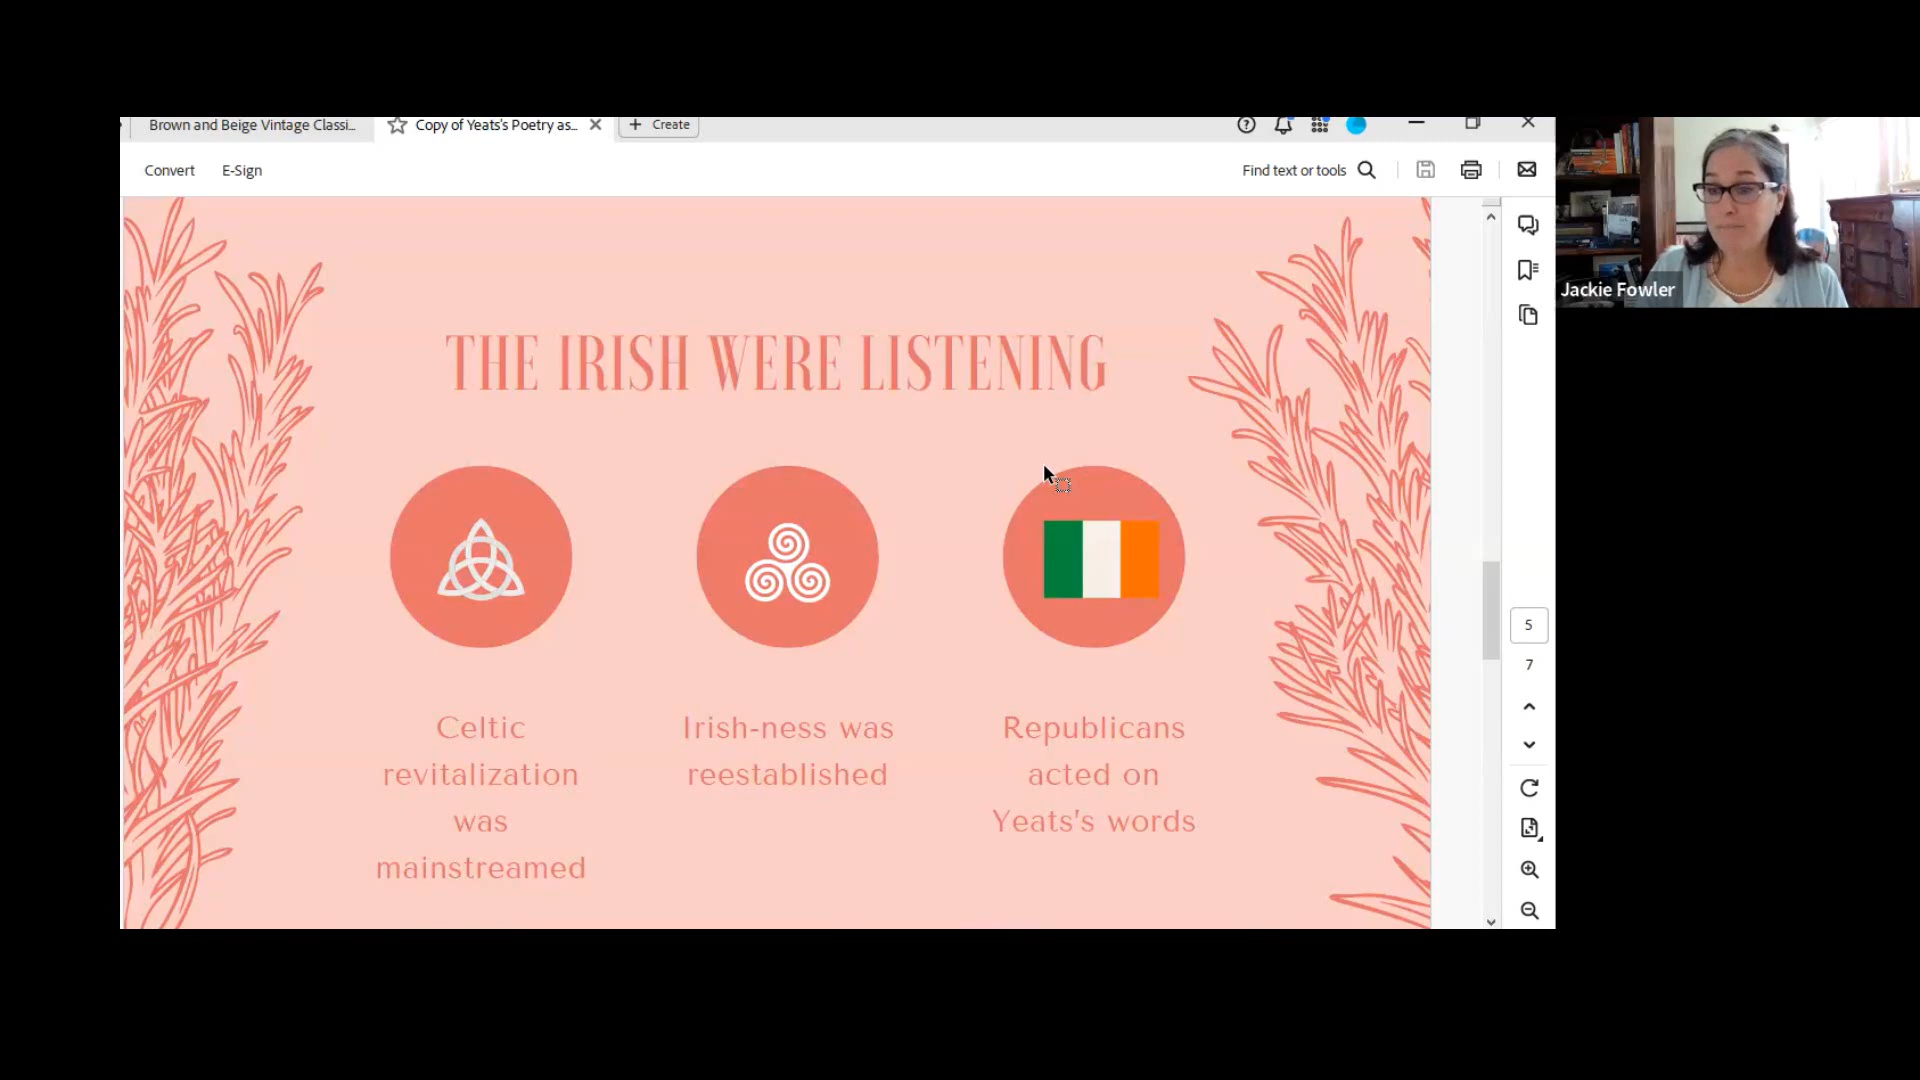 Brown and Beige Vintage Classi...
Copy of Yeats's Poetry as...
Create
Convert
E-Sign
Find text or tools
Jackie Fowler
THE IRISH WERE LISTENING
Celtic
revitalization
was
mainstreamed
Irish-ness was
reestablished
Republicans
acted on
Yeats's words
5
7